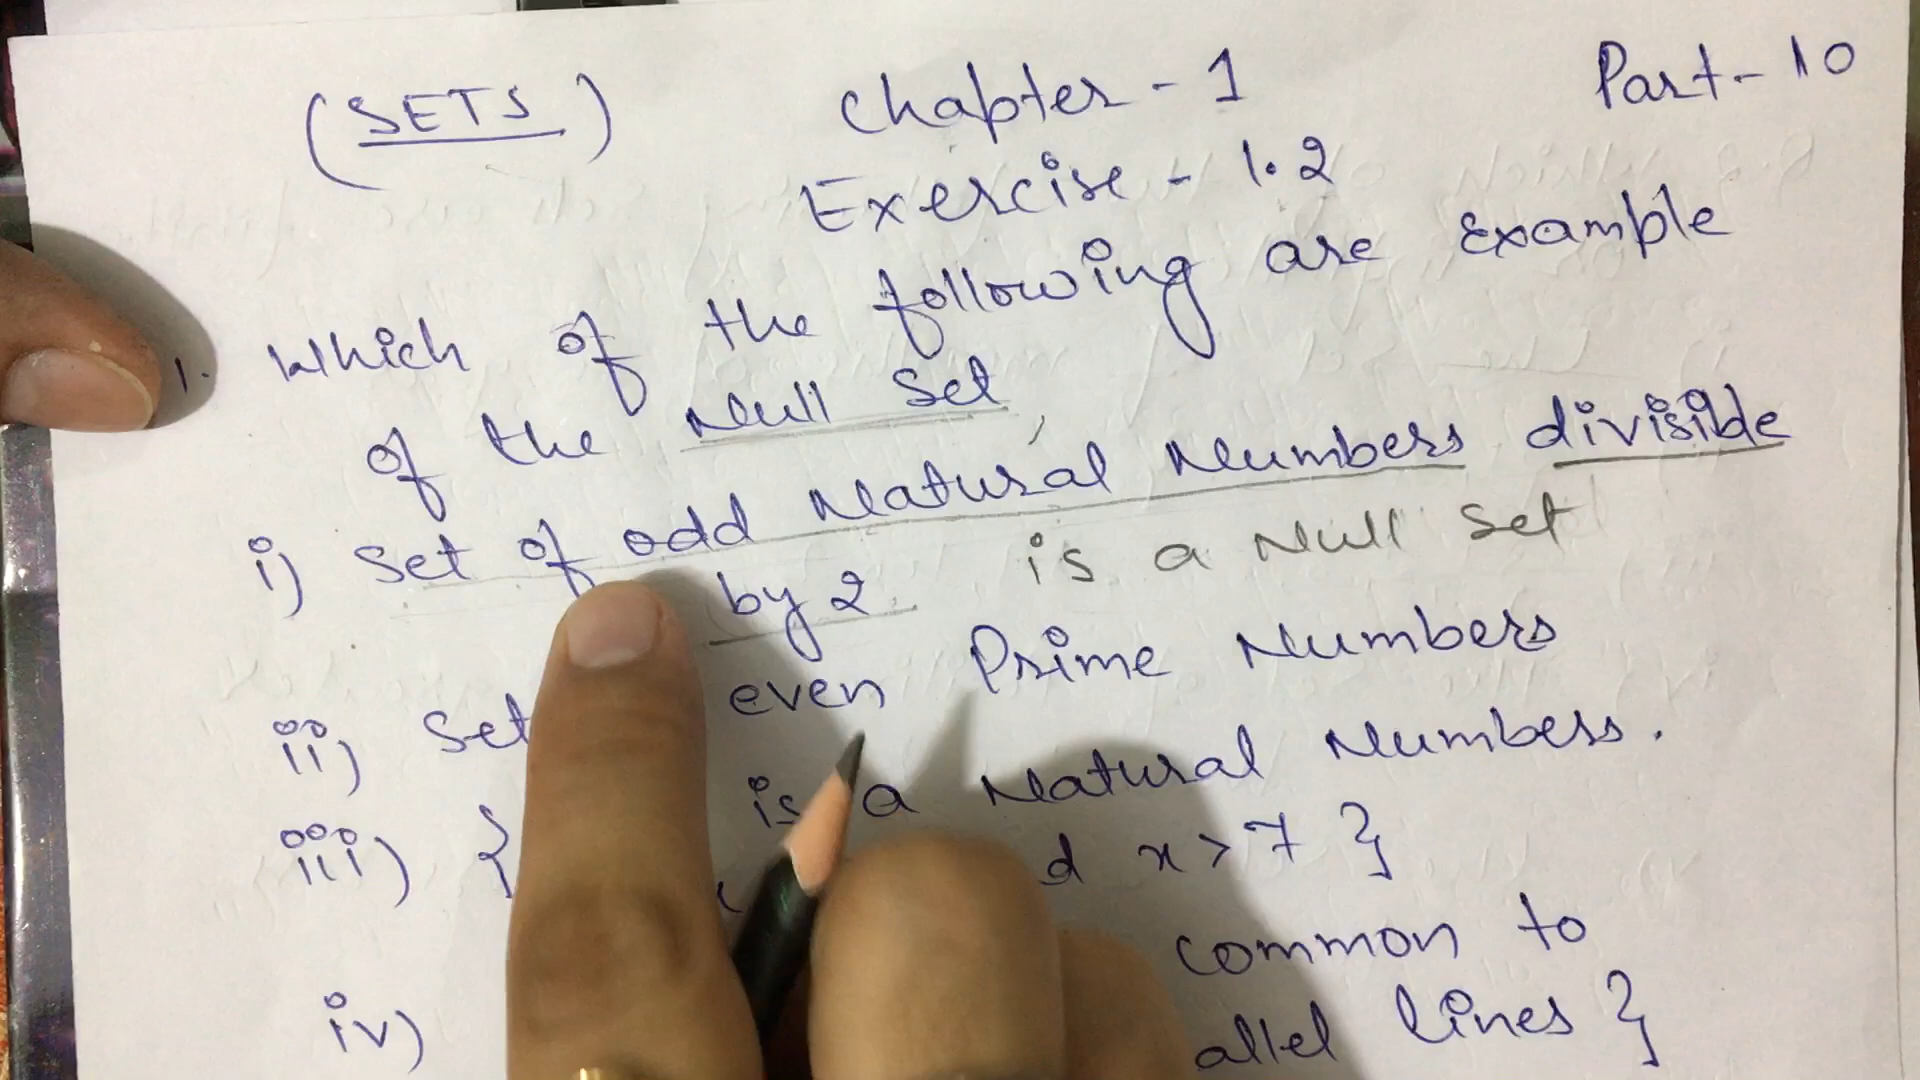 (SETS) Chapter - 1 Part - 10
Exercise - 1.2
1. Which of the following are example
of the Null Set,
i) Set of odd Natural Numbers diviside
by 2 is a Null Set
ii) Set even Prime Numbers
iii) { is a Natural Numbers.
x > 7 }
iv) common to
lines }